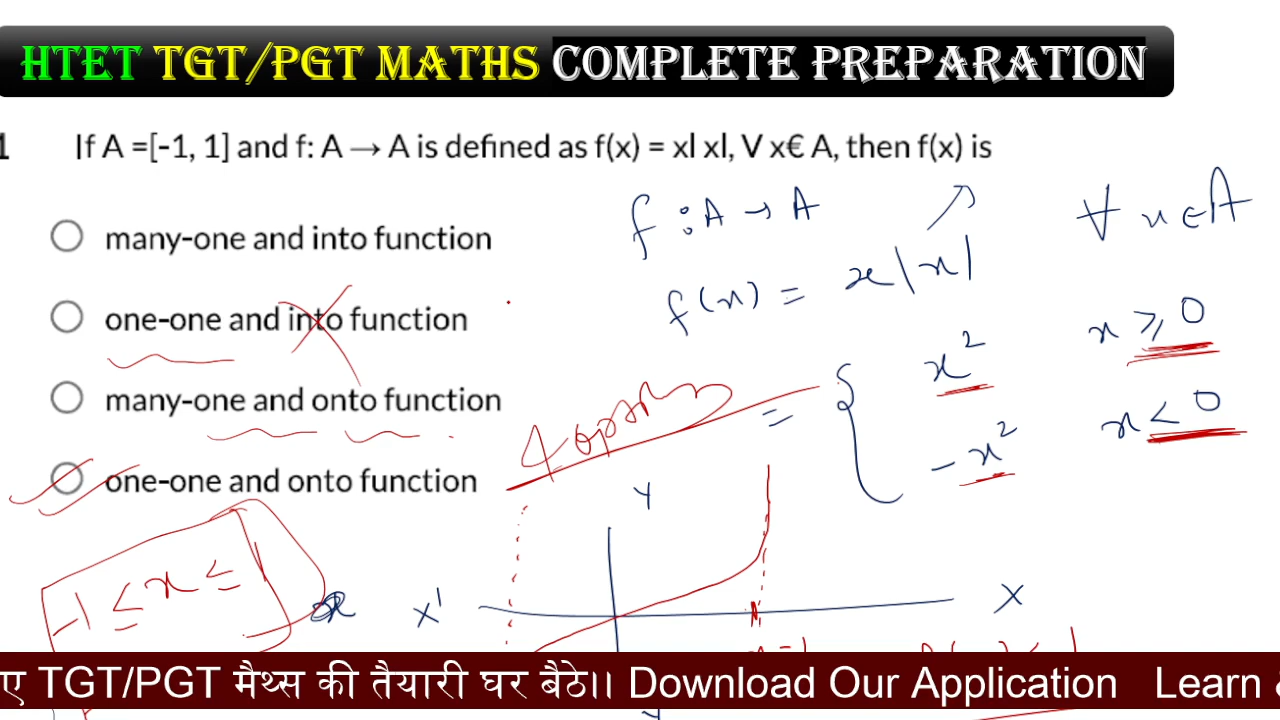 HTET TGT/PGT MATHS COMPLETE PREPARATION
1 If A =[-1, 1] and f: A → A is defined as f(x) = x| x|, V x€ A, then f(x) is
many-one and into function
one-one and into function
many-one and onto function
one-one and onto function
f : A → A ∀ x ∈ A
f(x) = x|x|
= { x² x ≥ 0
- x² x < 0
Y
-1 ≤ x ≤ 1
X' X
ए TGT/PGT मैथ्स की तैयारी घर बैठे।। Download Our Application Learn